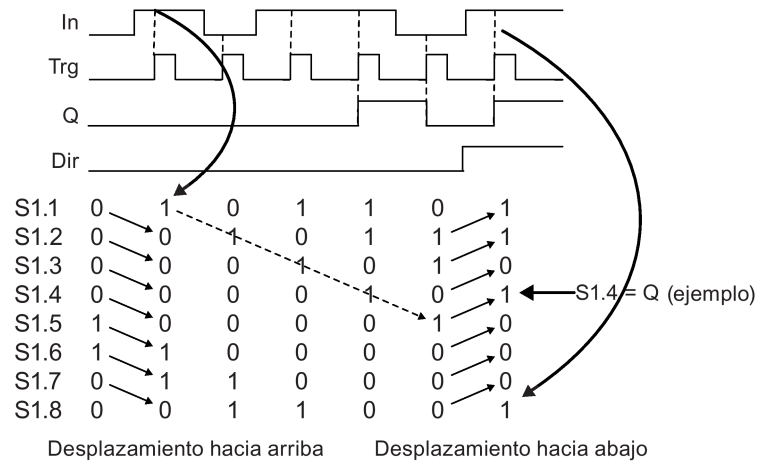 In
Trg
Q
Dir
S1.1 0 1 0 1 1 0 1
S1.2 0 0 1 0 1 1 1
S1.3 0 0 0 1 0 1 0
S1.4 0 0 0 0 1 0 1 S1.4 = Q (ejemplo)
S1.5 1 0 0 0 0 1 0
S1.6 1 1 0 0 0 0 0
S1.7 0 1 1 0 0 0 0
S1.8 0 0 1 1 0 0 1
Desplazamiento hacia arriba Desplazamiento hacia abajo